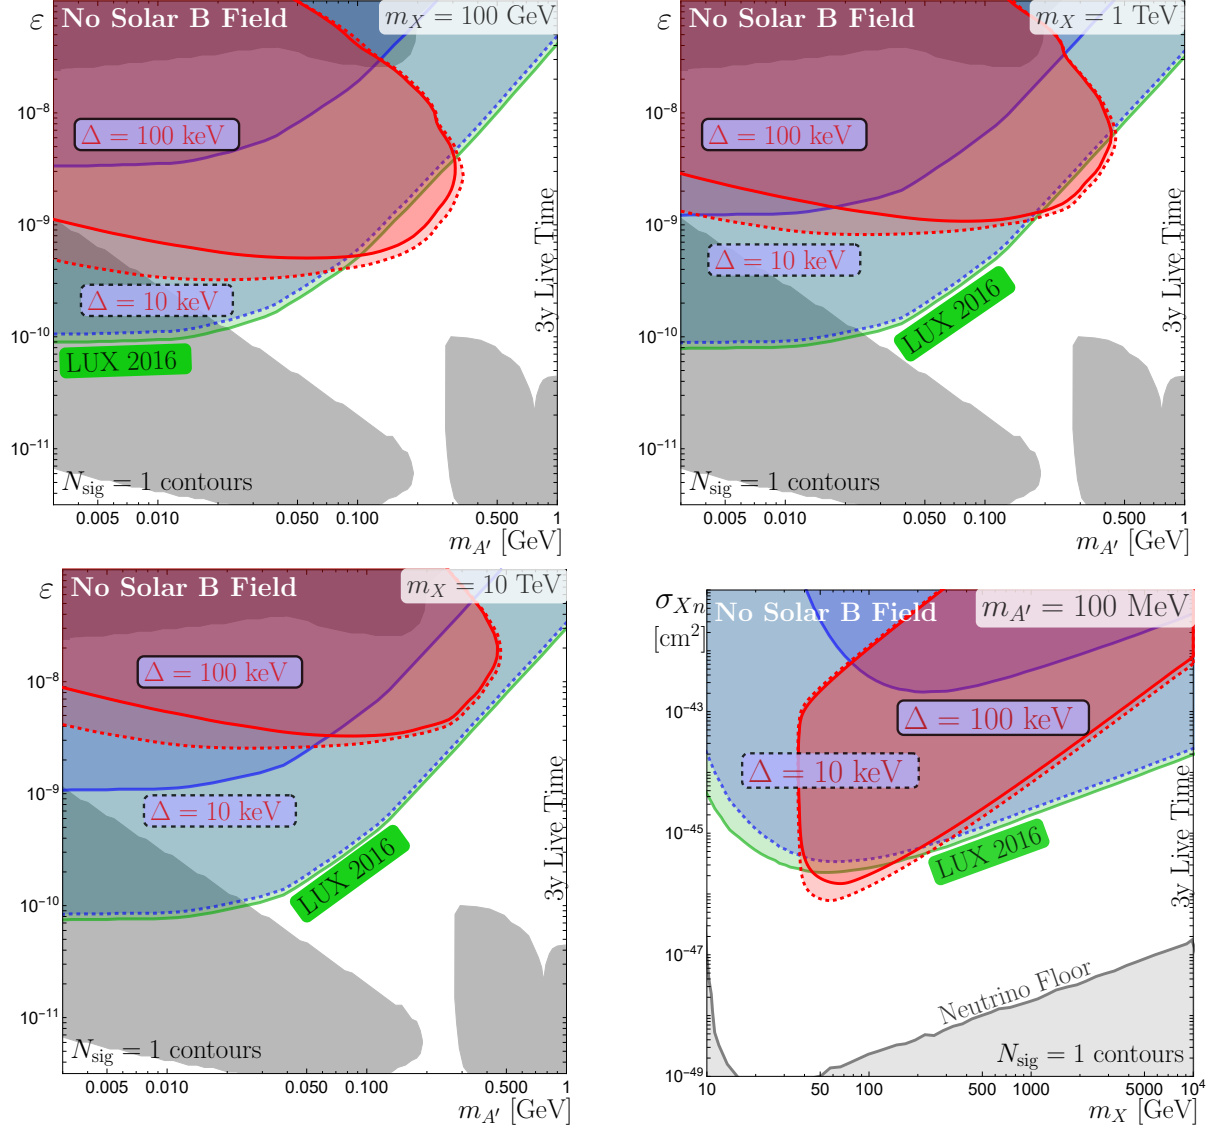 ε
No Solar B Field
m_X = 100 GeV
10⁻⁸
Δ = 100 keV
10⁻⁹
3y Live Time
Δ = 10 keV
10⁻¹⁰
LUX 2016
10⁻¹¹
N_sig = 1 contours
0.005 0.010 0.050 0.100 0.500 1
m_A′ [GeV]
ε
No Solar B Field
m_X = 1 TeV
10⁻⁸
Δ = 100 keV
10⁻⁹
3y Live Time
Δ = 10 keV
10⁻¹⁰
LUX 2016
10⁻¹¹
N_sig = 1 contours
0.005 0.010 0.050 0.100 0.500 1
m_A′ [GeV]
ε
No Solar B Field
m_X = 10 TeV
10⁻⁸
Δ = 100 keV
10⁻⁹
Δ = 10 keV
3y Live Time
LUX 2016
10⁻¹⁰
10⁻¹¹
N_sig = 1 contours
0.005 0.010 0.050 0.100 0.500 1
m_A′ [GeV]
σ_Xn
[cm²]
No Solar B Field
m_A′ = 100 MeV
10⁻⁴³
Δ = 100 keV
Δ = 10 keV
3y Live Time
10⁻⁴⁵
LUX 2016
10⁻⁴⁷
Neutrino Floor
N_sig = 1 contours
10⁻⁴⁹
10 50 100 500 1000 5000 10⁴
m_X [GeV]